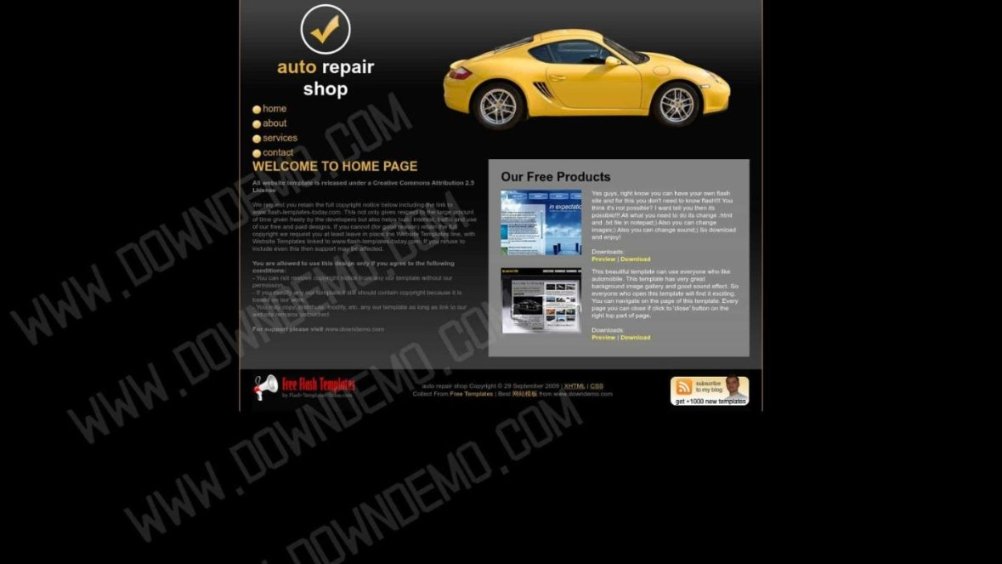 auto repair
shop
home
about
services
contact
WELCOME TO HOME PAGE
All website template is released under a Creative Commons Attribution 2.5
License
We request you retain the full copyright notice below including the link to
www.flash-templates-today.com. This not only gives respect to the large amount
of time given freely by the developers but also helps build interest, traffic and use
of our free and paid designs. If you cannot (for good reason) retain the full
copyright we request you at least leave in place the Website Templates line, with
Website Templates linked to www.flash-templates-today.com. If you refuse to
include even this then support may be affected.
You are allowed to use this design only if you agree to the following
conditions:
- You can not remove copyright notice from any our template without our
permission.
- If you modify any our template it still should contain copyright because it is
based on our work.
- You may copy, distribute, modify, etc. any our template as long as link to our
website remains untouched.
For support please visit www.downdemo.com
Our Free Products
Yes guys, right know you can have your own flash
site and for this you don't need to know flash!!! You
think it's not possible? I want tell you then its
possible!!! All what you need to do its change .html
and .txt file in notepad;) Also you can change
images;) Also you can change sound;) So download
and enjoy!
Downloads:
Preview | Download
in expectation
This beautiful template can use everyone who like
automobile. This template has very great
background image gallery and good sound effect. So
everyone who open this template will find it exciting.
You can navigate on the page of this template. Every
page you can close if click to 'close' button on the
right top part of page.
Downloads:
Preview | Download
Free Flash Templates
auto repair shop Copyright © 29 September 2009 | XHTML | CSS
Collect From Free Templates | Best 网站模板 from www.downdemo.com
subscribe
to my blog
get +1000 new templates
WWW.DOWNDEMO.COM
WWW.DOWNDEMO.COM
WWW.DOWNDEMO.COM
DOWNDEMO.COM